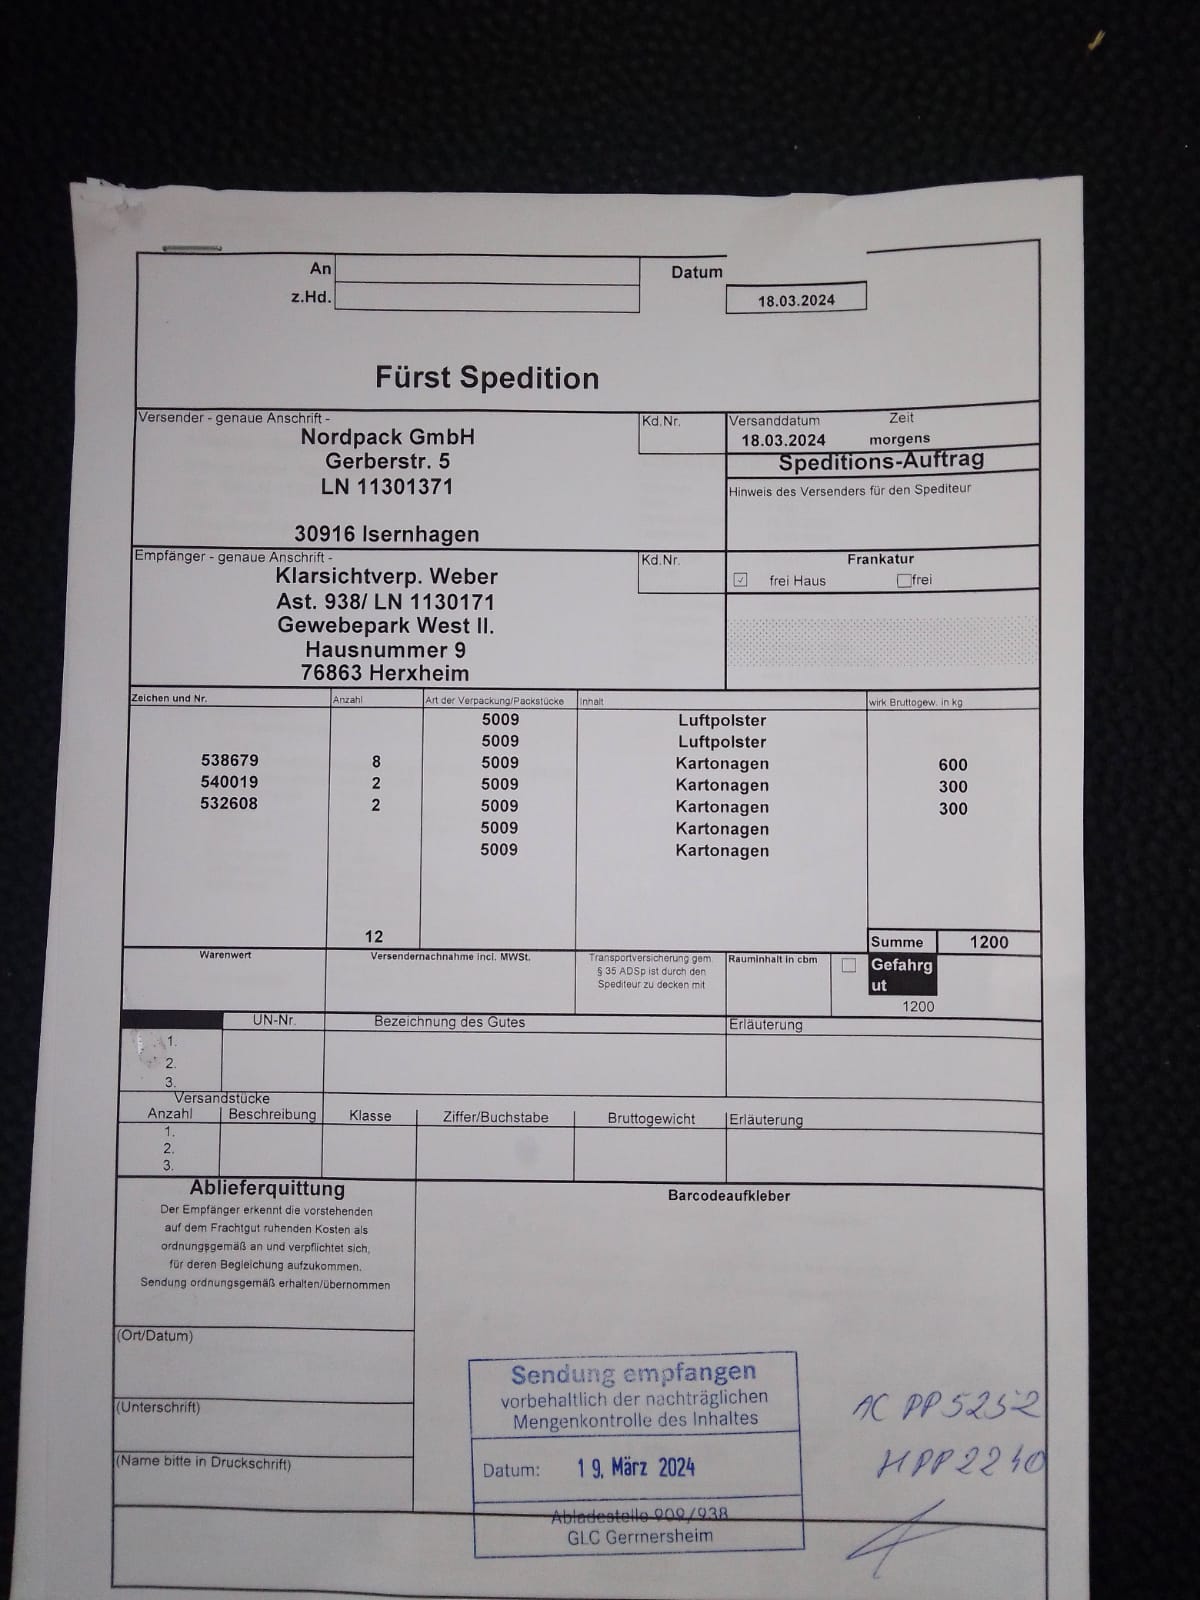 An
z.Hd.
Datum
18.03.2024
Fürst Spedition
Versender - genaue Anschrift -
Nordpack GmbH
Gerberstr. 5
LN 11301371
30916 Isernhagen
Kd.Nr.
Versanddatum Zeit
18.03.2024 morgens
Speditions-Auftrag
Hinweis des Versenders für den Spediteur
Empfänger - genaue Anschrift -
Klarsichtverp. Weber
Ast. 938/ LN 1130171
Gewebepark West II.
Hausnummer 9
76863 Herxheim
Kd.Nr.
Frankatur
frei Haus frei
Zeichen und Nr. Anzahl Art der Verpackung/Packstücke Inhalt wirk Bruttogew. in kg
5009 Luftpolster
5009 Luftpolster
538679 8 5009 Kartonagen 600
540019 2 5009 Kartonagen 300
532608 2 5009 Kartonagen 300
5009 Kartonagen
5009 Kartonagen
12 Summe 1200
Warenwert
Versendernachnahme incl. MWSt.
Transportversicherung gem
§ 35 ADSp ist durch den
Spediteur zu decken mit
Rauminhalt in cbm
Gefahrg
ut
1200
UN-Nr. Bezeichnung des Gutes Erläuterung
1.
2.
3.
Versandstücke
Anzahl Beschreibung Klasse Ziffer/Buchstabe Bruttogewicht Erläuterung
1.
2.
3.
Ablieferquittung
Der Empfänger erkennt die vorstehenden
auf dem Frachtgut ruhenden Kosten als
ordnungsgemäß an und verpflichtet sich,
für deren Begleichung aufzukommen.
Sendung ordnungsgemäß erhalten/übernommen
(Ort/Datum)
(Unterschrift)
(Name bitte in Druckschrift)
Barcodeaufkleber
Sendung empfangen
vorbehaltlich der nachträglichen
Mengenkontrolle des Inhaltes
Datum: 19. März 2024
Abladestelle 909/938
GLC Germersheim
AC PP5252
HPP2240